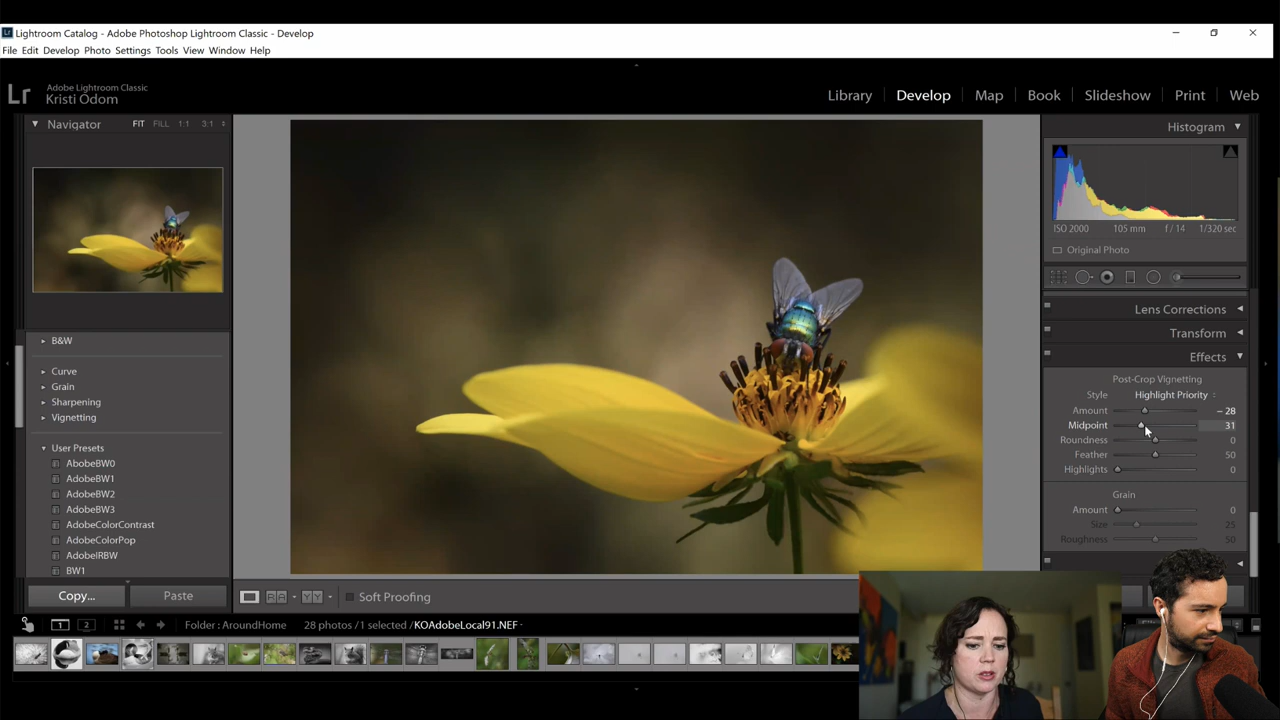 Lr Lightroom Catalog - Adobe Photoshop Lightroom Classic - Develop
File Edit Develop Photo Settings Tools View Window Help
Lr
Adobe Lightroom Classic
Kristi Odom
Library Develop Map Book Slideshow Print Web
Navigator FIT FILL 1:1 3:1
B&W
Curve
Grain
Sharpening
Vignetting
User Presets
AbobeBW0
AdobeBW1
AdobeBW2
AdobeBW3
AdobeColorContrast
AdobeColorPop
AdobeIRBW
BW1
Copy... Paste
Soft Proofing
Histogram
ISO 2000 105 mm f / 14 1/320 sec
Original Photo
Lens Corrections
Transform
Effects
Post-Crop Vignetting
Style Highlight Priority
Amount – 28
Midpoint 31
Roundness 0
Feather 50
Highlights 0
Grain
Amount 0
Size 25
Roughness 50
1 2 Folder : AroundHome 28 photos / 1 selected / KOAdobeLocal91.NEF